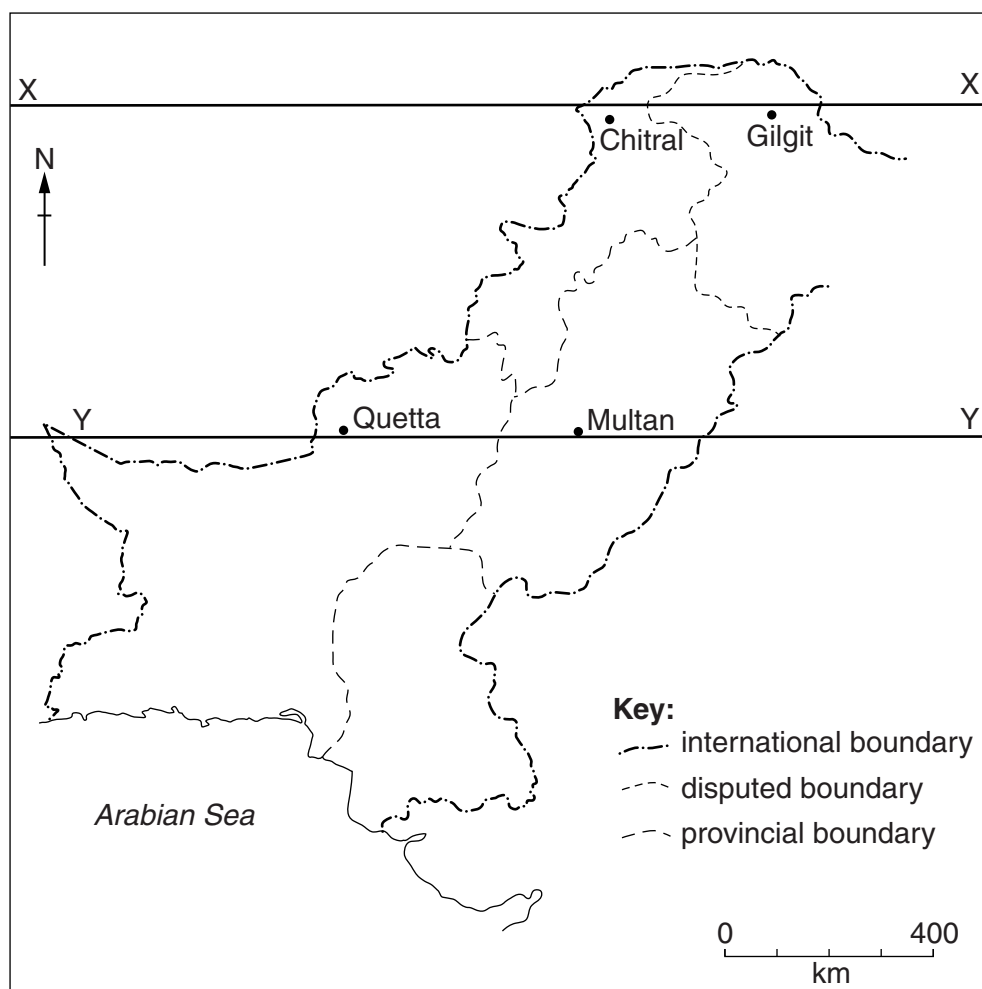 X X
Chitral Gilgit
N
Y Quetta Multan Y
Key:
international boundary
disputed boundary
provincial boundary
Arabian Sea
0 400
km